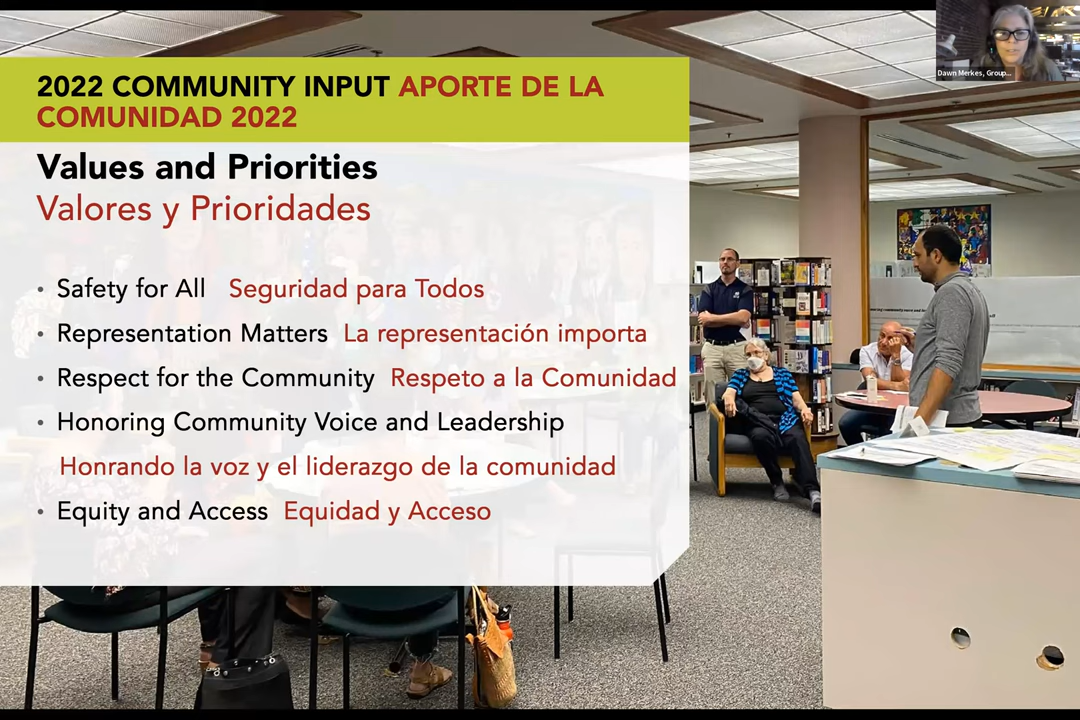 Dawn Merkes, Group...
2022 COMMUNITY INPUT APORTE DE LA
COMUNIDAD 2022
Values and Priorities
Valores y Prioridades
• Safety for All Seguridad para Todos
• Representation Matters La representación importa
• Respect for the Community Respeto a la Comunidad
• Honoring Community Voice and Leadership
Honrando la voz y el liderazgo de la comunidad
• Equity and Access Equidad y Acceso